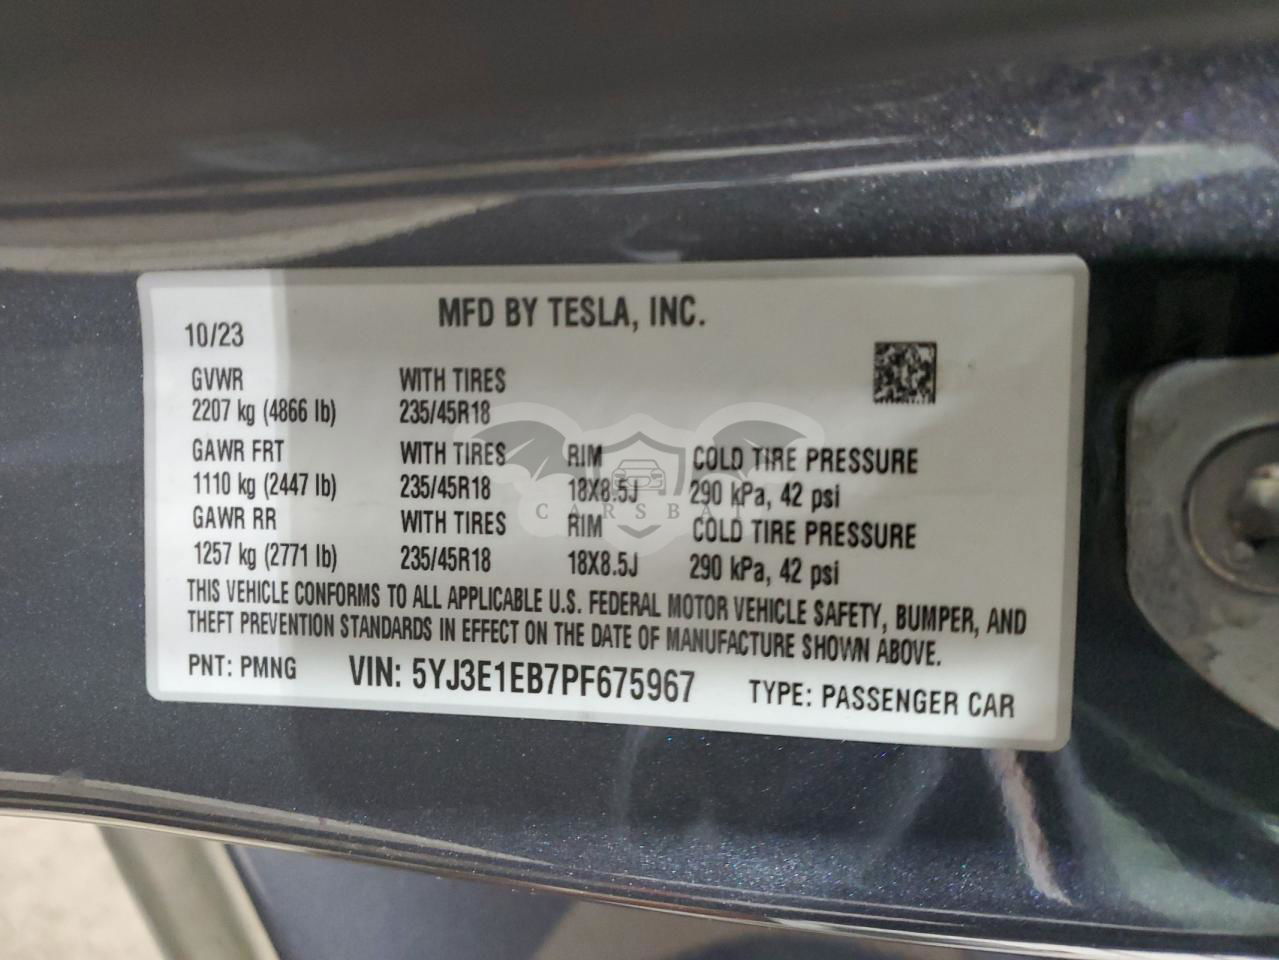 MFD BY TESLA, INC.
10/23
GVWR WITH TIRES
2207 kg (4866 lb) 235/45R18
GAWR FRT WITH TIRES RIM COLD TIRE PRESSURE
1110 kg (2447 lb) 235/45R18 18X8.5J 290 kPa, 42 psi
GAWR RR WITH TIRES RIM COLD TIRE PRESSURE
1257 kg (2771 lb) 235/45R18 18X8.5J 290 kPa, 42 psi
THIS VEHICLE CONFORMS TO ALL APPLICABLE U.S. FEDERAL MOTOR VEHICLE SAFETY, BUMPER, AND
THEFT PREVENTION STANDARDS IN EFFECT ON THE DATE OF MANUFACTURE SHOWN ABOVE.
PNT: PMNG VIN: 5YJ3E1EB7PF675967 TYPE: PASSENGER CAR
CARSBAT